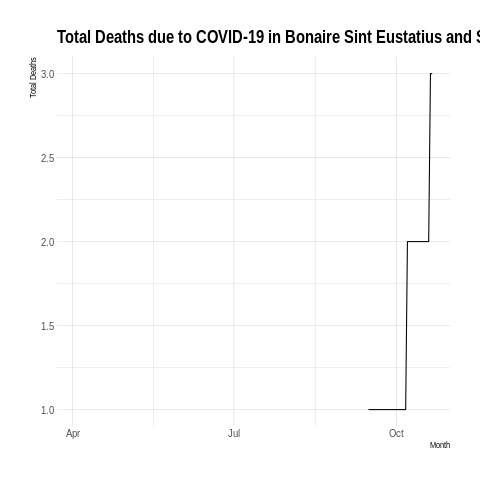 Total Deaths due to COVID-19 in Bonaire Sint Eustatius and S
Total Deaths
3.0
2.5
2.0
1.5
1.0
Apr
Jul
Oct
Month